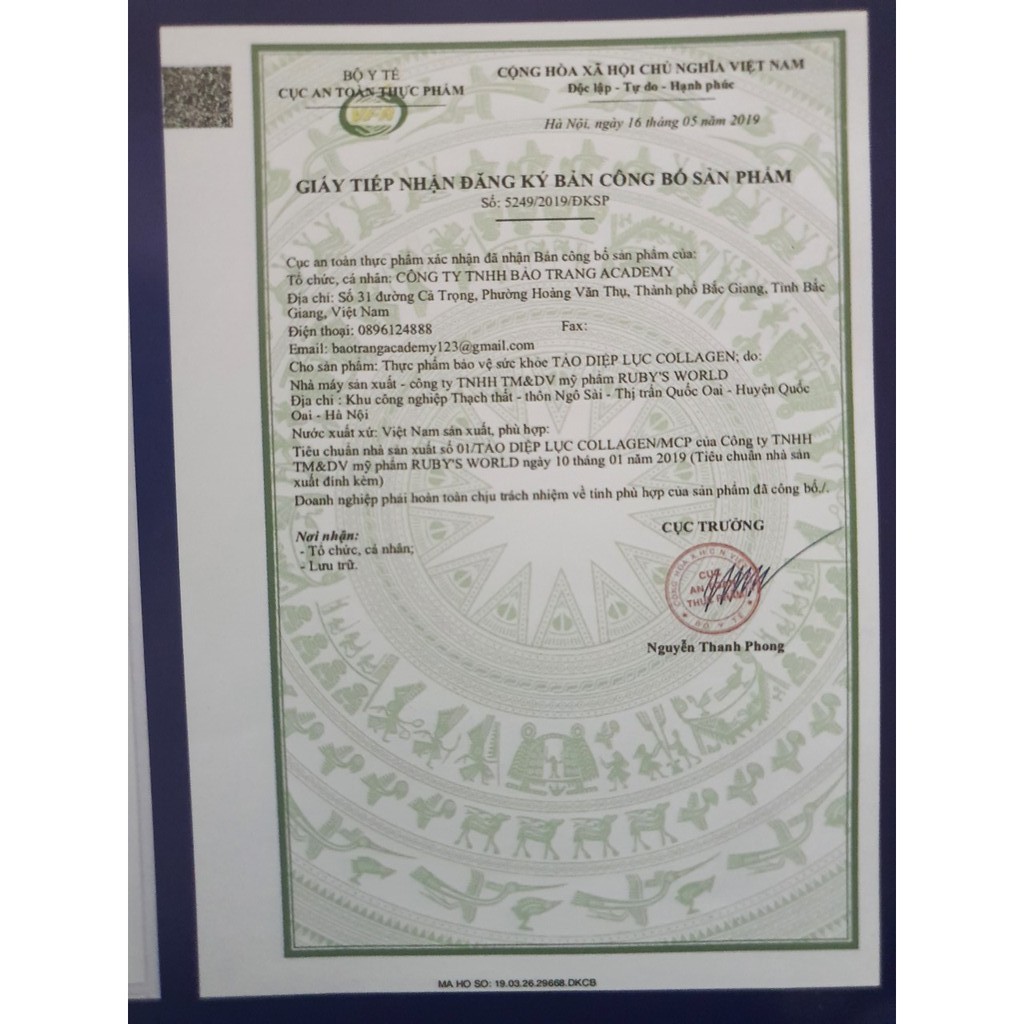 BỘ Y TẾ
CỤC AN TOÀN THỰC PHẨM
VFA
CỘNG HÒA XÃ HỘI CHỦ NGHĨA VIỆT NAM
Độc lập - Tự do - Hạnh phúc
Hà Nội, ngày 16 tháng 05 năm 2019
GIẤY TIẾP NHẬN ĐĂNG KÝ BẢN CÔNG BỐ SẢN PHẨM
Số: 5249/2019/ĐKSP
Cục an toàn thực phẩm xác nhận đã nhận Bản công bố sản phẩm của:
Tổ chức, cá nhân: CÔNG TY TNHH BẢO TRANG ACADEMY
Địa chỉ: Số 31 đường Cả Trọng, Phường Hoàng Văn Thụ, Thành phố Bắc Giang, Tỉnh Bắc
Giang, Việt Nam
Điện thoại: 0896124888 Fax:
Email: baotrangacademy123@gmail.com
Cho sản phẩm: Thực phẩm bảo vệ sức khỏe TẢO DIỆP LỤC COLLAGEN; do:
Nhà máy sản xuất - công ty TNHH TM&DV mỹ phẩm RUBY'S WORLD
Địa chỉ : Khu công nghiệp Thạch thất - thôn Ngô Sài - Thị trấn Quốc Oai - Huyện Quốc
Oai - Hà Nội
Nước xuất xứ: Việt Nam sản xuất, phù hợp:
Tiêu chuẩn nhà sản xuất số 01/TẢO DIỆP LỤC COLLAGEN/MCP của Công ty TNHH
TM&DV mỹ phẩm RUBY'S WORLD ngày 10 tháng 01 năm 2019 (Tiêu chuẩn nhà sản
xuất đính kèm)
Doanh nghiệp phải hoàn toàn chịu trách nhiệm về tính phù hợp của sản phẩm đã công bố./.
Nơi nhận:
- Tổ chức, cá nhân;
- Lưu trữ.
CỤC TRƯỞNG
CỤC
AN TOÀN
THỰC PHẨM
BỘ Y TẾ
Nguyễn Thanh Phong
MA HO SO: 19.03.26.29668.DKCB